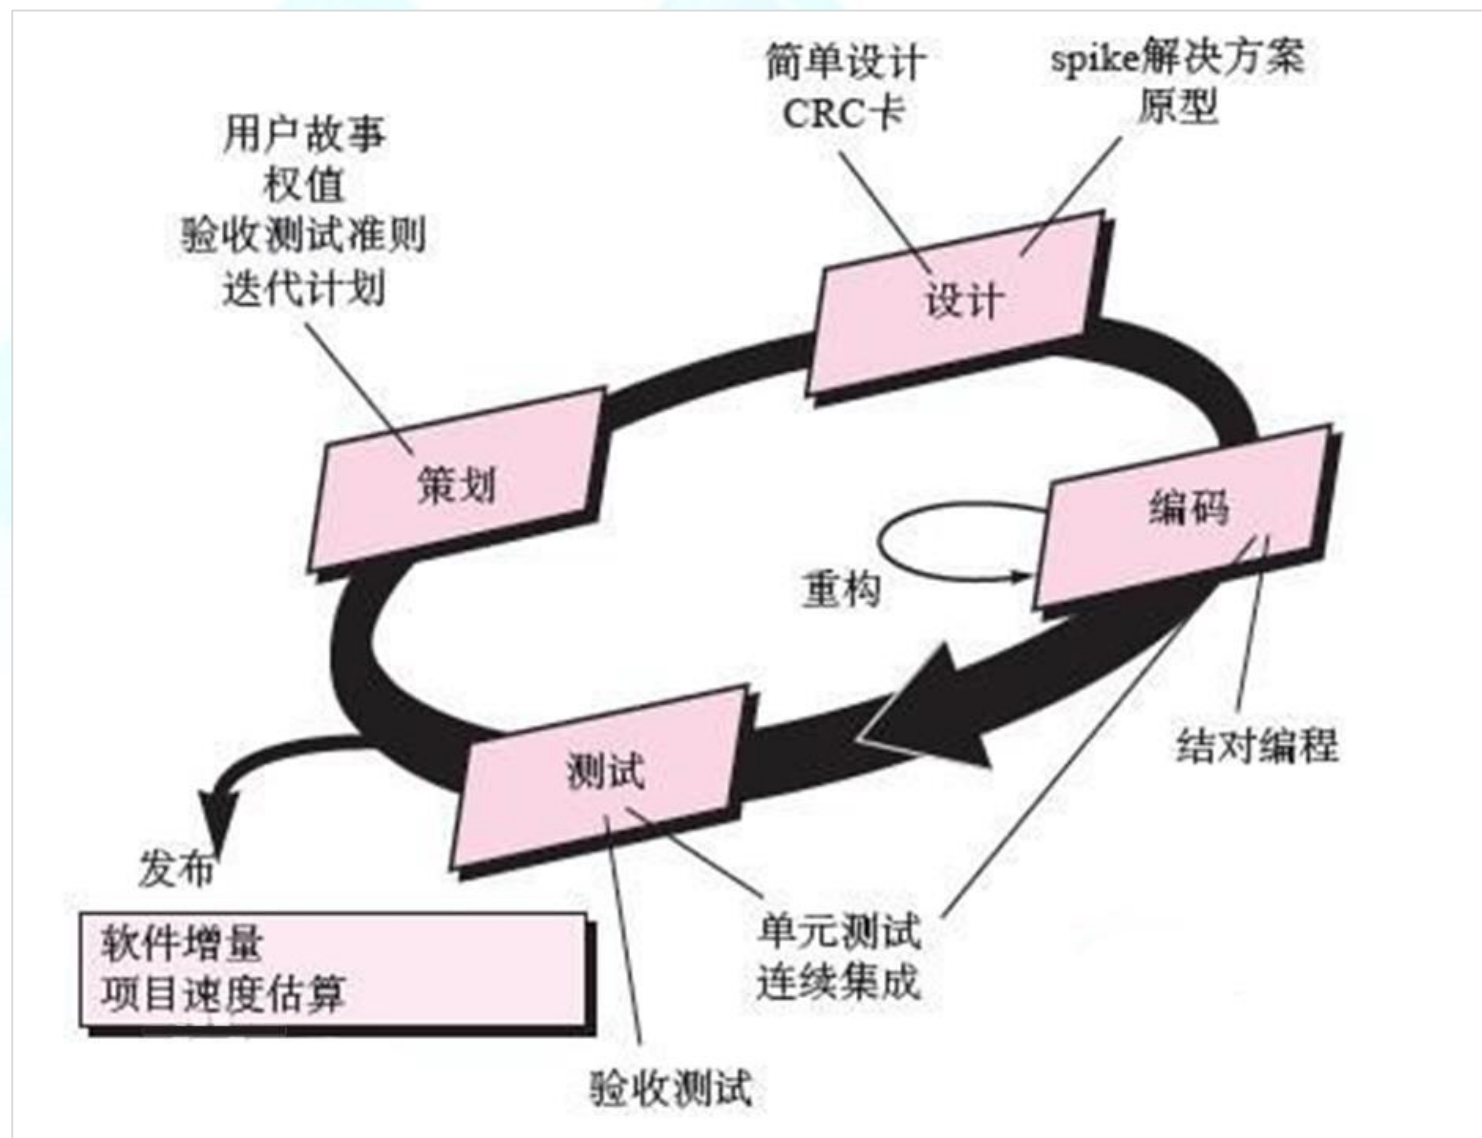 简单设计
CRC卡
spike解决方案
原型
用户故事
权值
验收测试准则
迭代计划
设计
策划
编码
重构
结对编程
测试
发布
软件增量
项目速度估算
单元测试
连续集成
验收测试